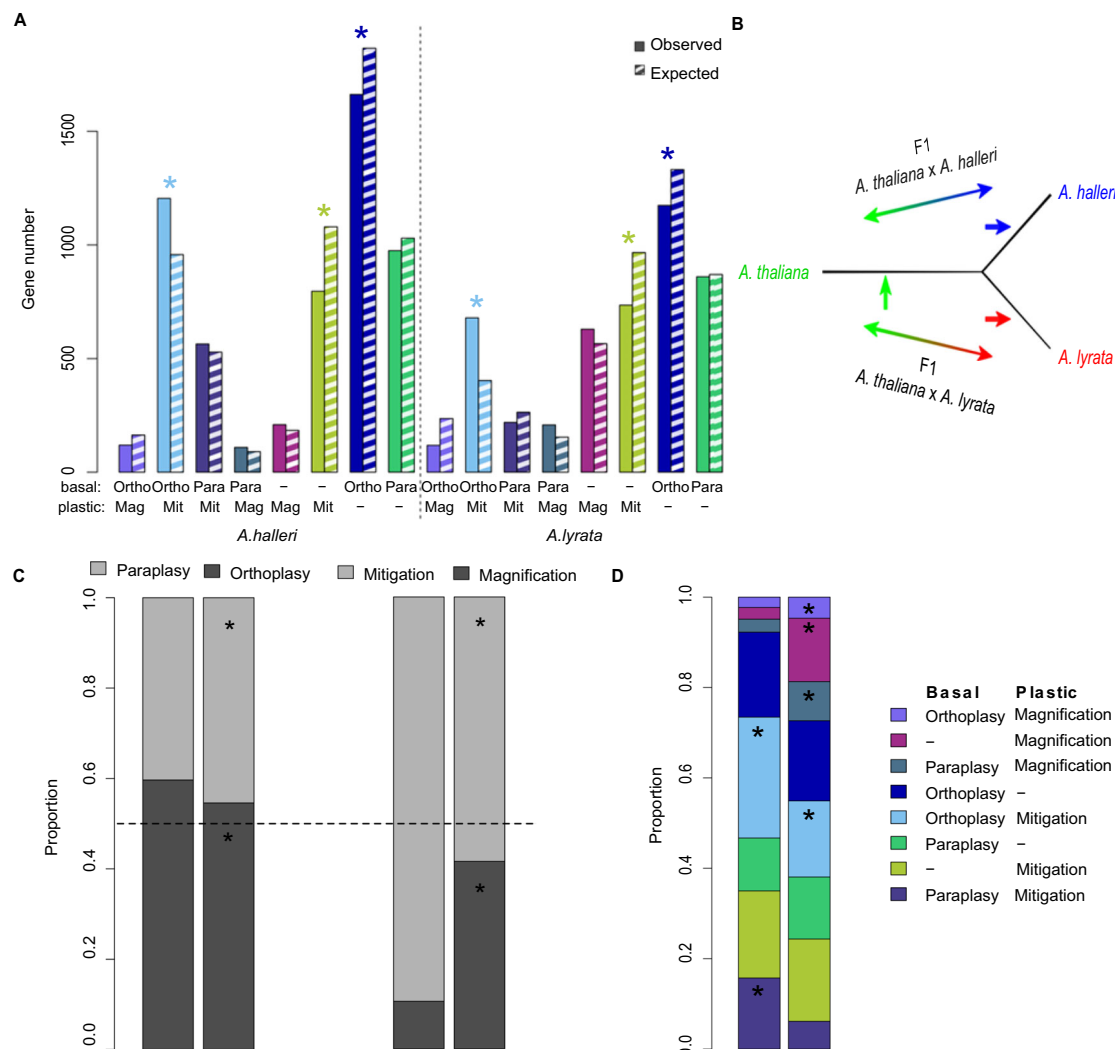 A
B
Observed
Expected
*
*
*
*
*
*
Gene number
1500
1000
500
0
basal: Ortho Ortho Para Para – – Ortho Para Ortho Ortho Para Para – – Ortho Para
plastic: Mag Mit Mit Mag Mag Mit – – Mag Mit Mit Mag Mag Mit – –
A.halleri A.lyrata
F1
A. thaliana x A. halleri
A. halleri
A. thaliana
F1
A. thaliana x A. lyrata
A. lyrata
C
Paraplasy Orthoplasy Mitigation Magnification
Proportion
1.0
0.8
0.6
0.4
0.2
0.0
*
*
*
*
D
Proportion
1.0
0.8
0.6
0.4
0.2
0.0
*
*
*
*
*
*
Basal Plastic
Orthoplasy Magnification
– Magnification
Paraplasy Magnification
Orthoplasy –
Orthoplasy Mitigation
Paraplasy –
– Mitigation
Paraplasy Mitigation